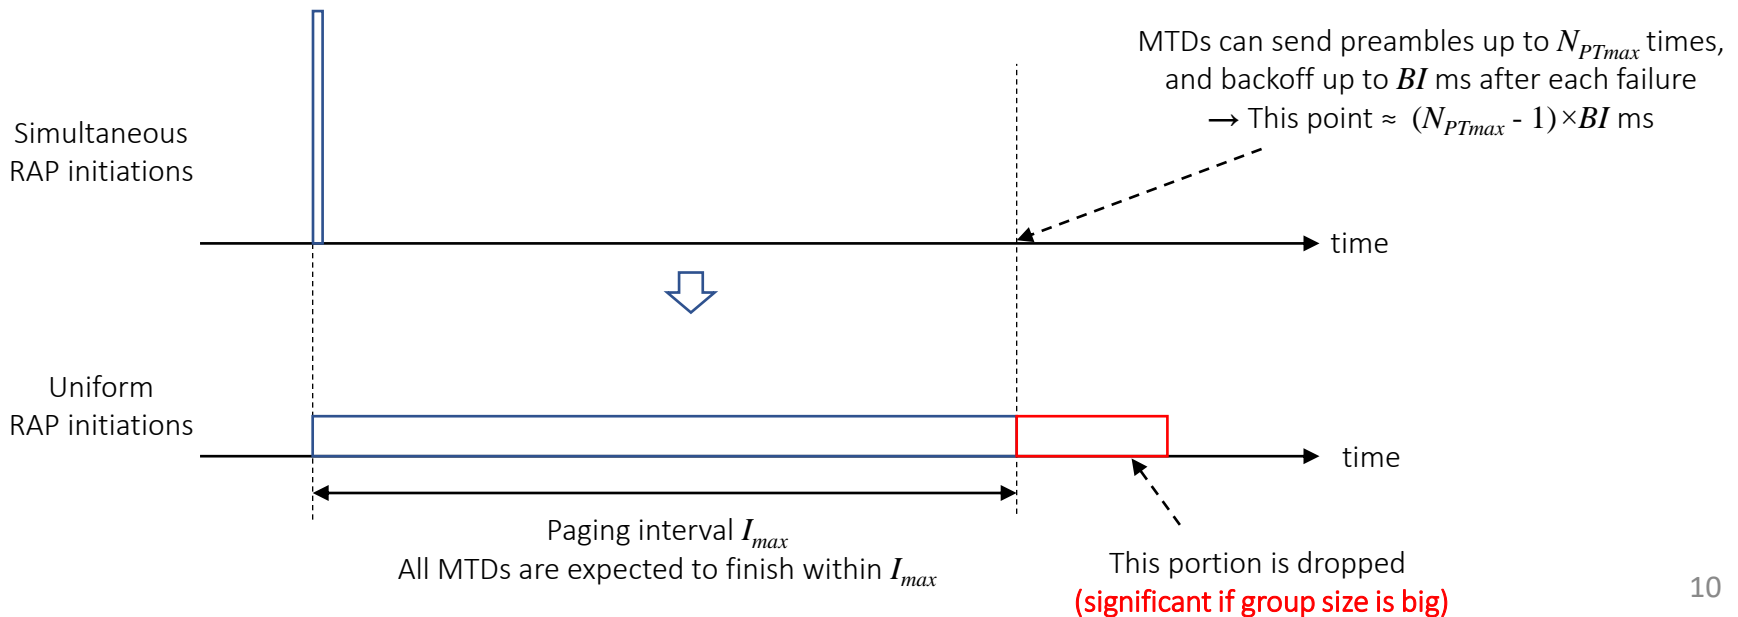 MTDs can send preambles up to N_PTmax times,
and backoff up to BI ms after each failure
→ This point ≈ (N_PTmax - 1)×BI ms
Simultaneous
RAP initiations
time
Uniform
RAP initiations
time
Paging interval I_max
All MTDs are expected to finish within I_max
This portion is dropped
(significant if group size is big)
10